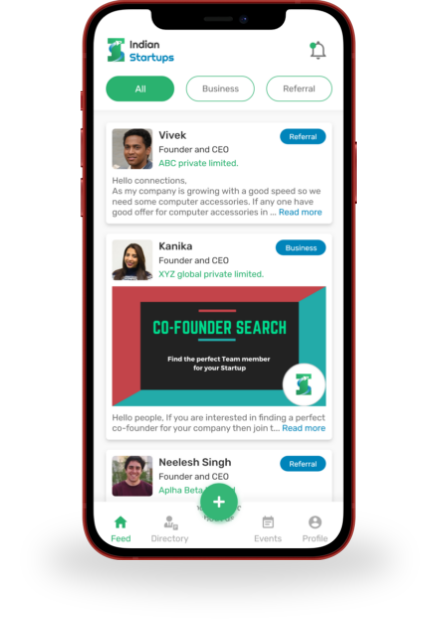 Indian
Startups
All
Business
Referral
Vivek
Referral
Founder and CEO
ABC private limited.
Hello connections,
As my company is growing with a good speed so we
need some computer accessories. If any one have
good offer for computer accessories in ... Read more
Kanika
Business
Founder and CEO
XYZ global private limited.
CO-FOUNDER SEARCH
Find the perfect Team member
for your Startup
Hello people, If you are interested in finding a perfect
co-founder for your company then join t... Read more
Neelesh Singh
Referral
Founder and CEO
Aplha Beta
Feed
Directory
Events
Profile